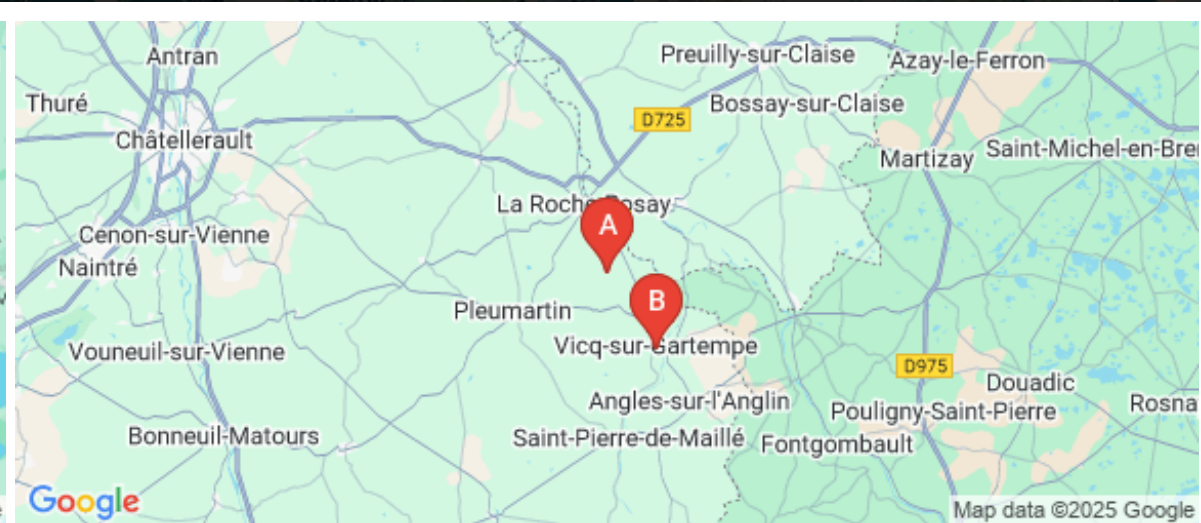 Antran
Preuilly-sur-Claise
Azay-le-Ferron
Thuré
Bossay-sur-Claise
D725
Châtellerault
Martizay
Saint-Michel-en-Bre
La Roche-Posay
A
Cenon-sur-Vienne
Naintré
B
Pleumartin
Vicq-sur-Gartempe
Vouneuil-sur-Vienne
D975
Douadic
Angles-sur-l'Anglin
Pouligny-Saint-Pierre
Rosna
Bonneuil-Matours
Saint-Pierre-de-Maillé
Fontgombault
Google
Map data ©2025 Google